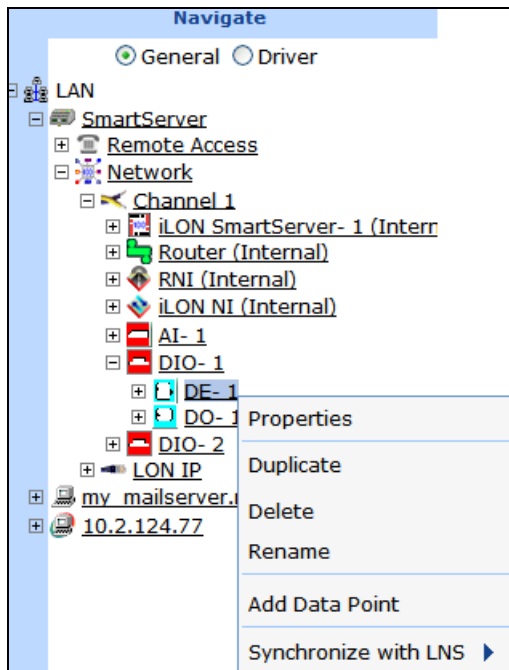 Navigate
General Driver
LAN
SmartServer
Remote Access
Network
Channel 1
iLON SmartServer- 1 (Intern
Router (Internal)
RNI (Internal)
iLON NI (Internal)
AI- 1
DIO- 1
DE- 1
DO- 1
DIO- 2
LON IP
my_mailserver.
10.2.124.77
Properties
Duplicate
Delete
Rename
Add Data Point
Synchronize with LNS